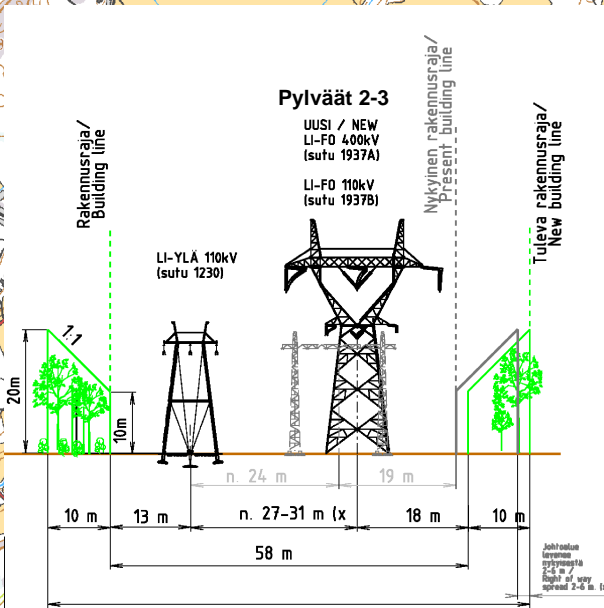 Pylväät 2-3
UUSI / NEW
LI-FO 400kV
(sutu 1937A)
LI-FO 110kV
(sutu 1937B)
LI-YLÄ 110kV
(sutu 1230)
Rakennusraja/
Building line
Nykyinen rakennusraja/
Present building line
Tuleva rakennusraja/
New building line
1:1
20m
10m
n. 24 m
19 m
10 m
13 m
n. 27-31 m (x
18 m
10 m
58 m
Johtoalue
levenee
nykyisestä
2-6 m /
Right of way
spread 2-6 m. (x